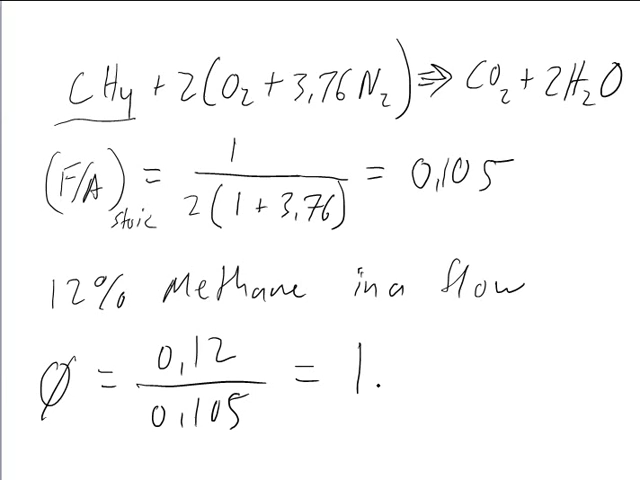 CH4 + 2(O2 + 3,76 N2) ⇒ CO2 + 2H2O
(F/A)stoic = 1 / 2(1 + 3,76) = 0,105
12% Methane in a flow
Ø = 0,12 / 0,105 = 1.